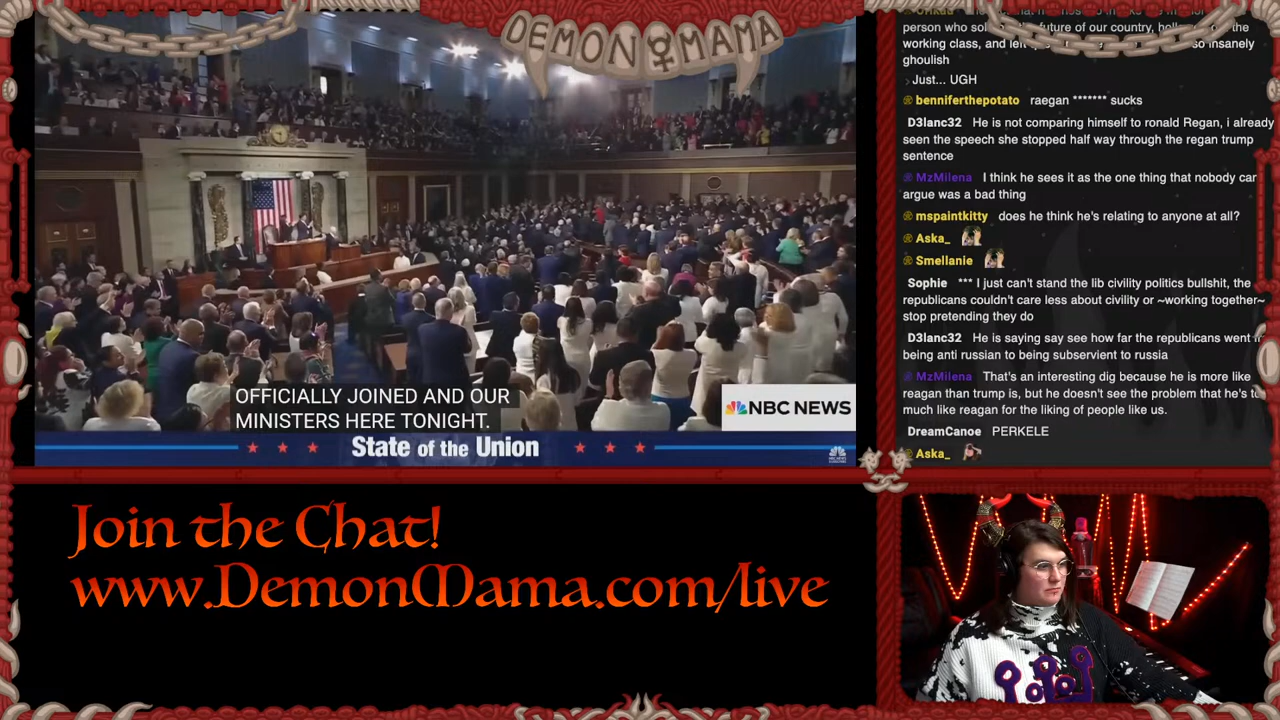 DEMON MAMA
person who sol
future of our country, hol
working class, and left
so insanely
ghoulish
Just... UGH
benniferthepotato raegan ******* sucks
D3lanc32 He is not comparing himself to ronald Regan, i already
seen the speech she stopped half way through the regan trump
sentence
MzMilena I think he sees it as the one thing that nobody can
argue was a bad thing
mspaintkitty does he think he's relating to anyone at all?
Aska_
Smellanie
Sophie *** I just can't stand the lib civility politics bullshit, the
republicans couldn't care less about civility or ~working together~
stop pretending they do
D3lanc32 He is saying say see how far the republicans went
being anti russian to being subservient to russia
MzMilena That's an interesting dig because he is more like
reagan than trump is, but he doesn't see the problem that he's
much like reagan for the liking of people like us.
DreamCanoe PERKELE
Aska_
OFFICIALLY JOINED AND OUR
MINISTERS HERE TONIGHT.
NBC NEWS
State of the Union
Join the Chat!
www.DemonMama.com/live